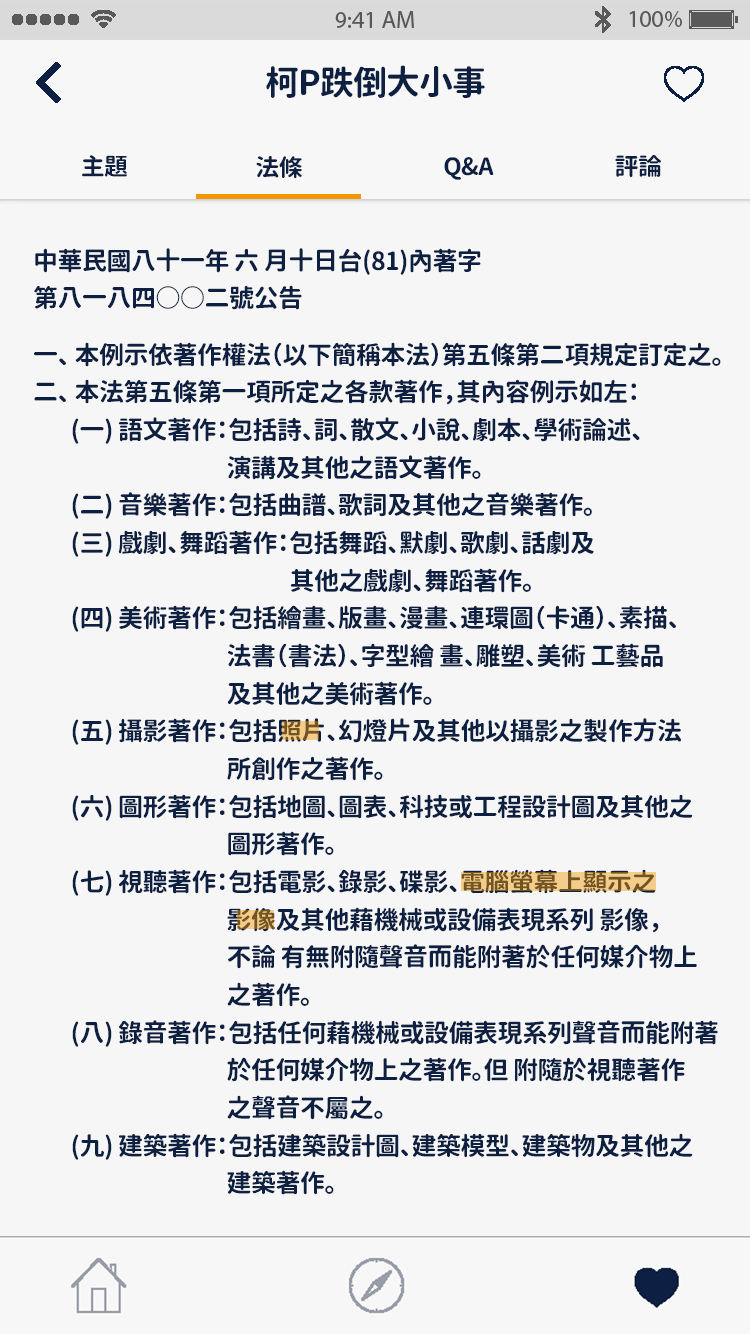 9:41 AM
100%
柯P跌倒大小事
主題
法條
Q&A
評論
中華民國八十一年 六 月十日台(81)內著字
第八一八四〇〇二號公告
一、本例示依著作權法（以下簡稱本法）第五條第二項規定訂定之。
二、本法第五條第一項所定之各款著作，其內容例示如左：
(一) 語文著作：包括詩、詞、散文、小說、劇本、學術論述、
演講及其他之語文著作。
(二) 音樂著作：包括曲譜、歌詞及其他之音樂著作。
(三) 戲劇、舞蹈著作：包括舞蹈、默劇、歌劇、話劇及
其他之戲劇、舞蹈著作。
(四) 美術著作：包括繪畫、版畫、漫畫、連環圖（卡通）、素描、
法書（書法）、字型繪 畫、雕塑、美術 工藝品
及其他之美術著作。
(五) 攝影著作：包括照片、幻燈片及其他以攝影之製作方法
所創作之著作。
(六) 圖形著作：包括地圖、圖表、科技或工程設計圖及其他之
圖形著作。
(七) 視聽著作：包括電影、錄影、碟影、電腦螢幕上顯示之
影像及其他藉機械或設備表現系列 影像，
不論 有無附隨聲音而能附著於任何媒介物上
之著作。
(八) 錄音著作：包括任何藉機械或設備表現系列聲音而能附著
於任何媒介物上之著作。但 附隨於視聽著作
之聲音不屬之。
(九) 建築著作：包括建築設計圖、建築模型、建築物及其他之
建築著作。